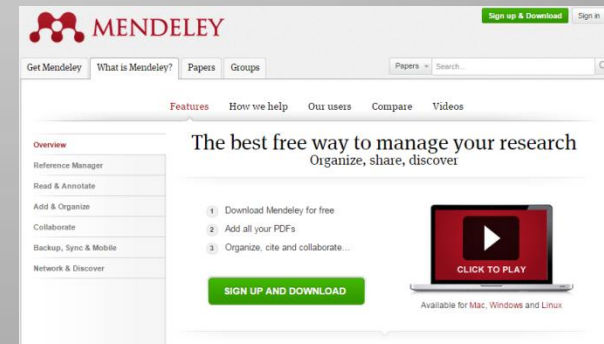 MENDELEY
Sign up & Download
Sign in
Get Mendeley
What is Mendeley?
Papers
Groups
Papers
Search...
Features
How we help
Our users
Compare
Videos
Overview
Reference Manager
Read & Annotate
Add & Organize
Collaborate
Backup, Sync & Mobile
Network & Discover
The best free way to manage your research
Organize, share, discover
1 Download Mendeley for free
2 Add all your PDFs
3 Organize, cite and collaborate...
SIGN UP AND DOWNLOAD
CLICK TO PLAY
Available for Mac, Windows and Linux